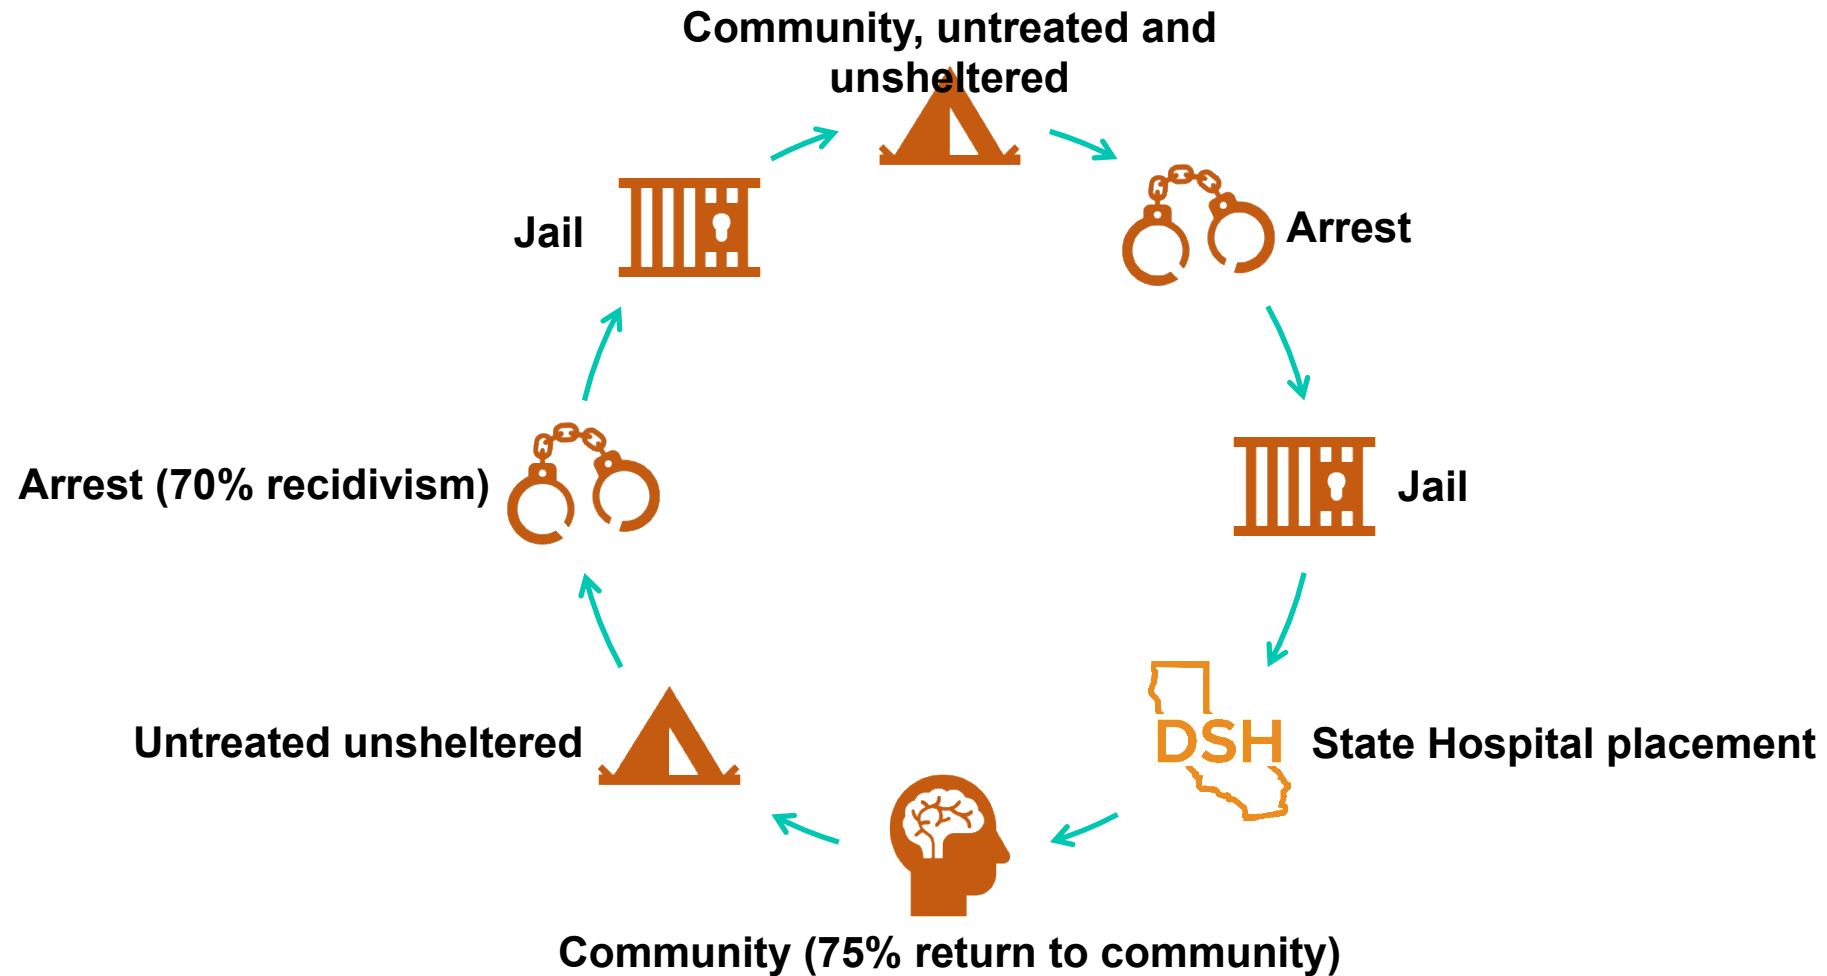 Community, untreated and
unsheltered
Arrest
Jail
DSH
State Hospital placement
Community (75% return to community)
Untreated unsheltered
Arrest (70% recidivism)
Jail